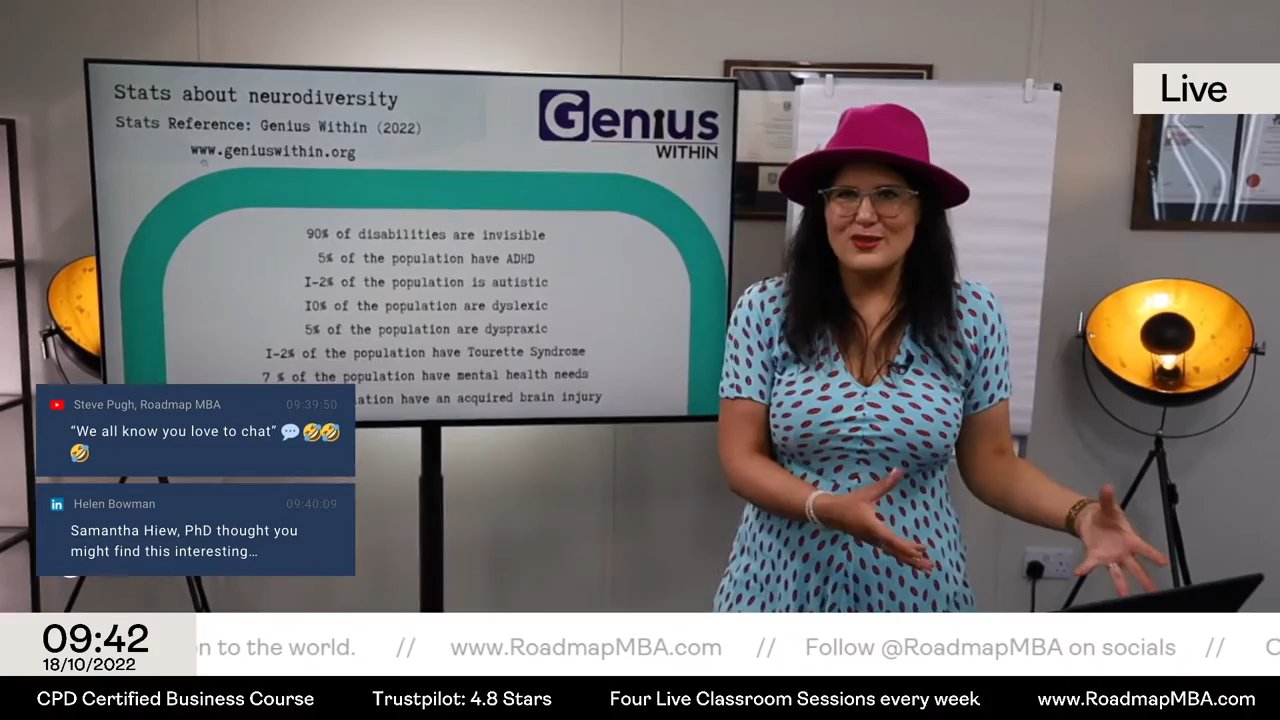 Stats about neurodiversity
Stats Reference: Genius Within (2022)
www.geniuswithin.org
Genius
WITHIN
Live
90% of disabilities are invisible
5% of the population have ADHD
I-2% of the population is autistic
I0% of the population are dyslexic
5% of the population are dyspraxic
I-2% of the population have Tourette Syndrome
7 % of the population have mental health needs
have an acquired brain injury
Steve Pugh, Roadmap MBA 09:39:50
“We all know you love to chat” 💬 🤣🤣
🤣
in Helen Bowman 09:40:09
Samantha Hiew, PhD thought you
might find this interesting…
09:42
18/10/2022
n to the world. // www.RoadmapMBA.com // Follow @RoadmapMBA on socials //
CPD Certified Business Course Trustpilot: 4.8 Stars Four Live Classroom Sessions every week www.RoadmapMBA.com